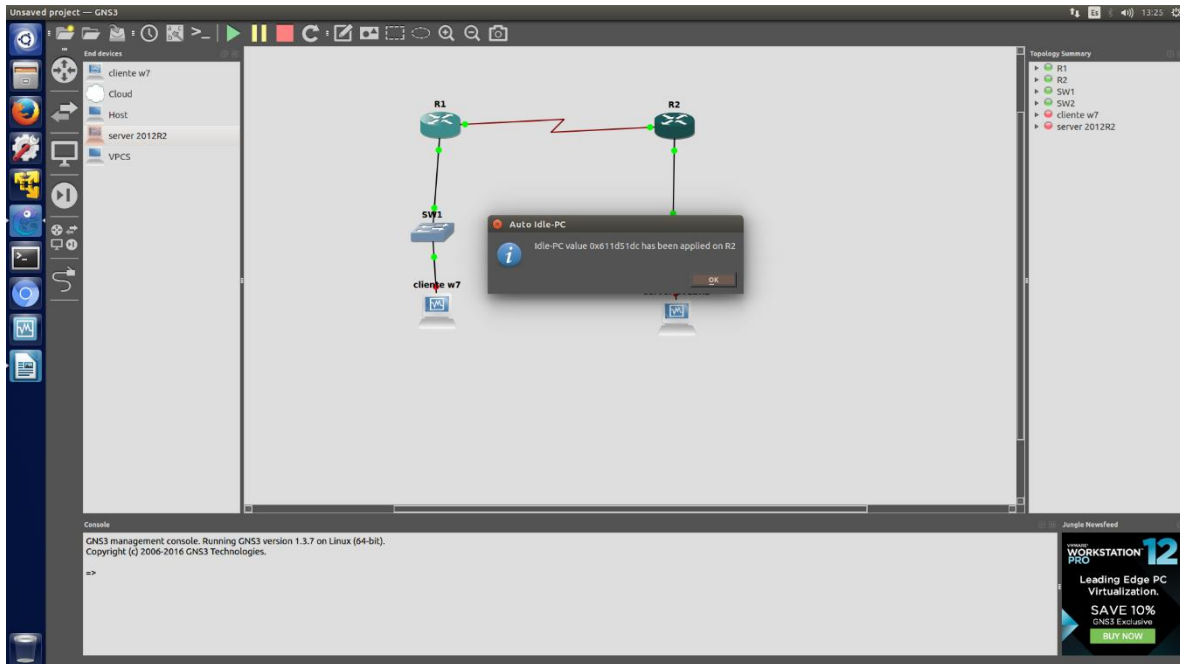 Unsaved project — GNS3
Es
13:25
End devices
cliente w7
Cloud
Host
server 2012R2
VPCS
R1
R2
SW1
cliente w7
Auto Idle-PC
Idle-PC value 0x611d51dc has been applied on R2
OK
Topology Summary
R1
R2
SW1
SW2
cliente w7
server 2012R2
Console
GNS3 management console. Running GNS3 version 1.3.7 on Linux (64-bit).
Copyright (c) 2006-2016 GNS3 Technologies.
=>
Jungle Newsfeed
VMWARE
WORKSTATION 12
PRO
Leading Edge PC
Virtualization.
SAVE 10%
GNS3 Exclusive
BUY NOW